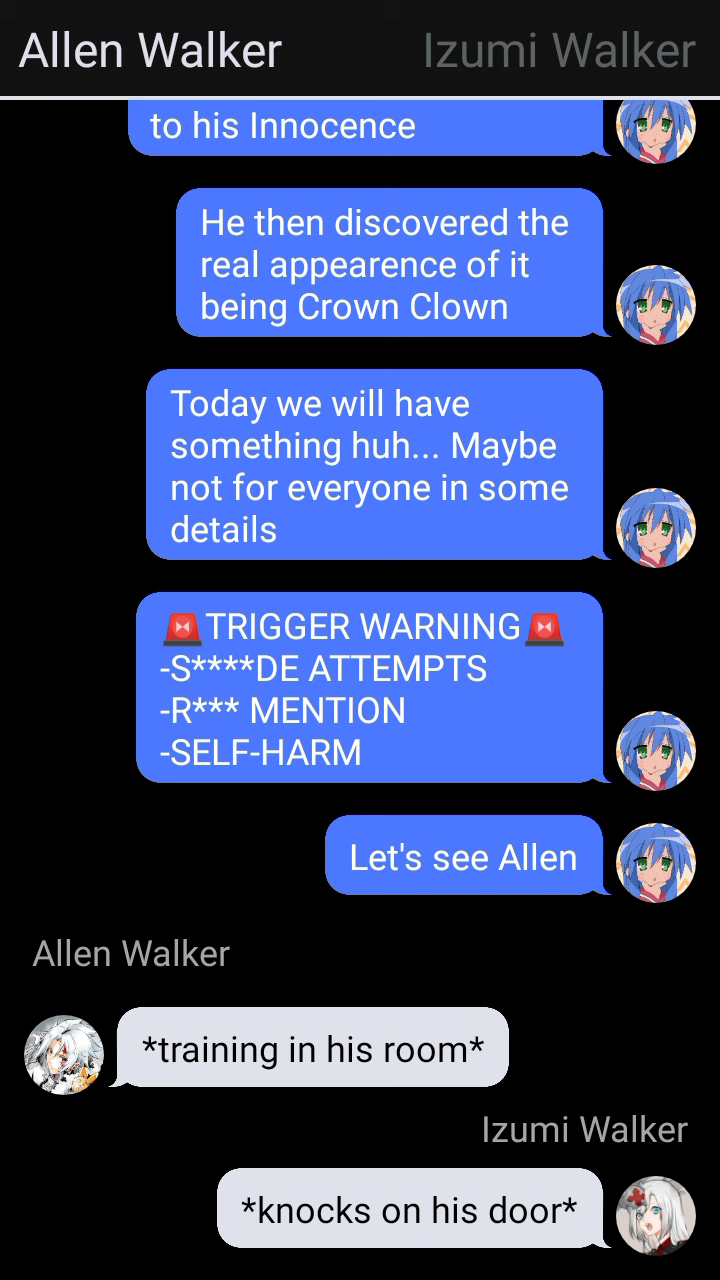 Allen Walker
Izumi Walker
to his Innocence
He then discovered the
real appearence of it
being Crown Clown
Today we will have
something huh... Maybe
not for everyone in some
details
🚨TRIGGER WARNING🚨
-S****DE ATTEMPTS
-R*** MENTION
-SELF-HARM
Let's see Allen
Allen Walker
*training in his room*
Izumi Walker
*knocks on his door*